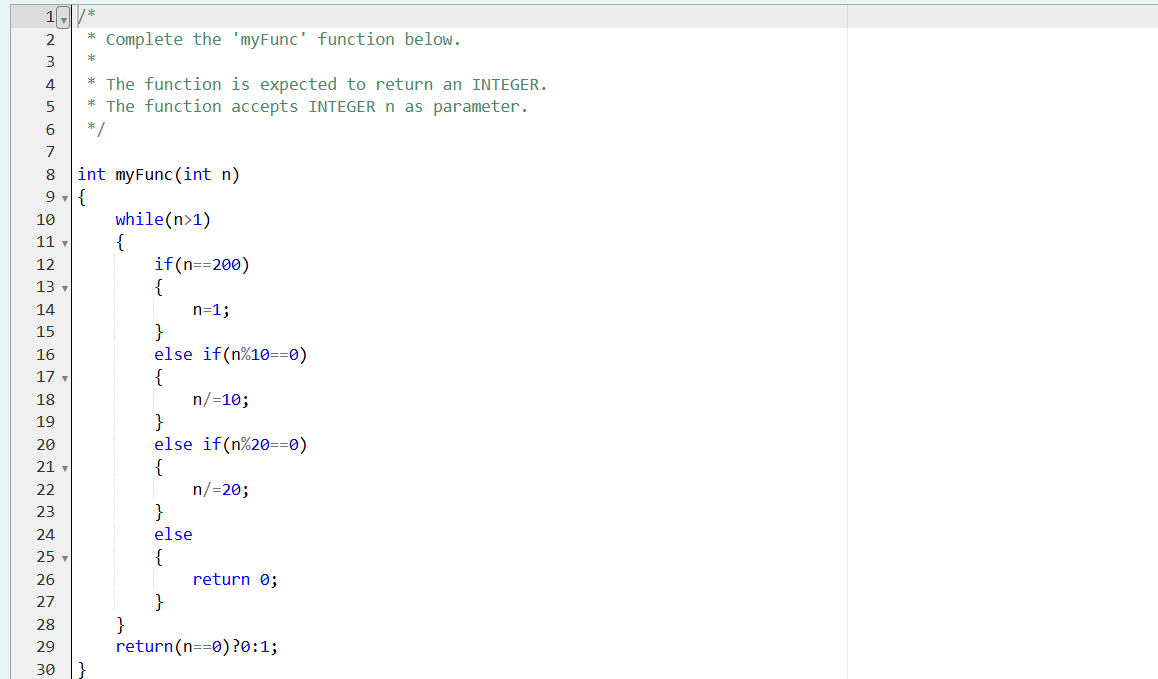 1 /*
2  * Complete the 'myFunc' function below.
3  *
4  * The function is expected to return an INTEGER.
5  * The function accepts INTEGER n as parameter.
6  */
7
8 int myFunc(int n)
9 {
10     while(n>1)
11     {
12         if(n==200)
13         {
14             n=1;
15         }
16         else if(n%10==0)
17         {
18             n/=10;
19         }
20         else if(n%20==0)
21         {
22             n/=20;
23         }
24         else
25         {
26             return 0;
27         }
28     }
29     return(n==0)?0:1;
30 }